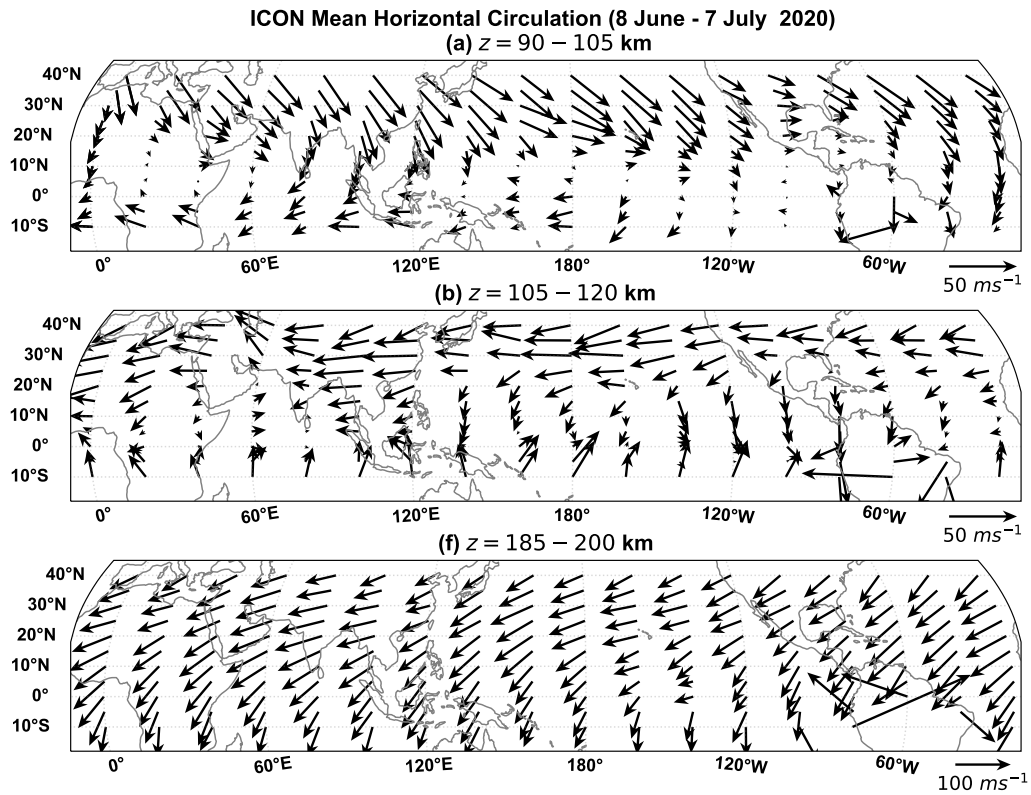 ICON Mean Horizontal Circulation (8 June - 7 July  2020)
(a) z = 90 − 105 km
40°N
30°N
20°N
10°N
0°
10°S
0° 60°E 120°E 180° 120°W 60°W
50 ms⁻¹
(b) z = 105 − 120 km
40°N
30°N
20°N
10°N
0°
10°S
0° 60°E 120°E 180° 120°W 60°W
50 ms⁻¹
(f) z = 185 − 200 km
40°N
30°N
20°N
10°N
0°
10°S
0° 60°E 120°E 180° 120°W 60°W
100 ms⁻¹